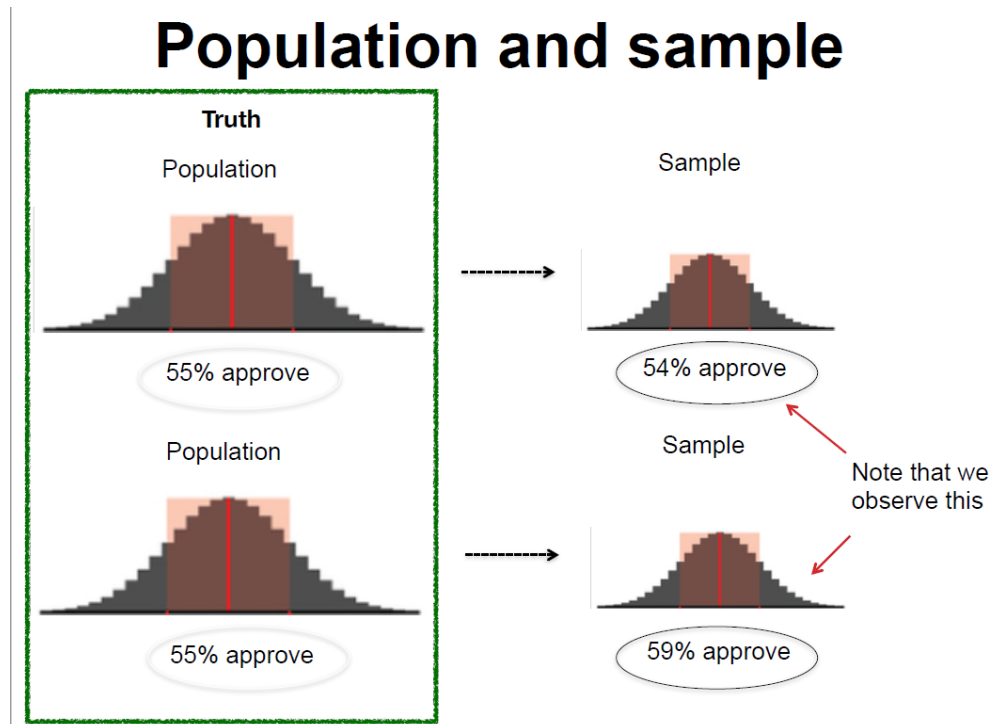 Population and sample
Truth
Population
Sample
55% approve
54% approve
Population
Sample
Note that we
observe this
55% approve
59% approve